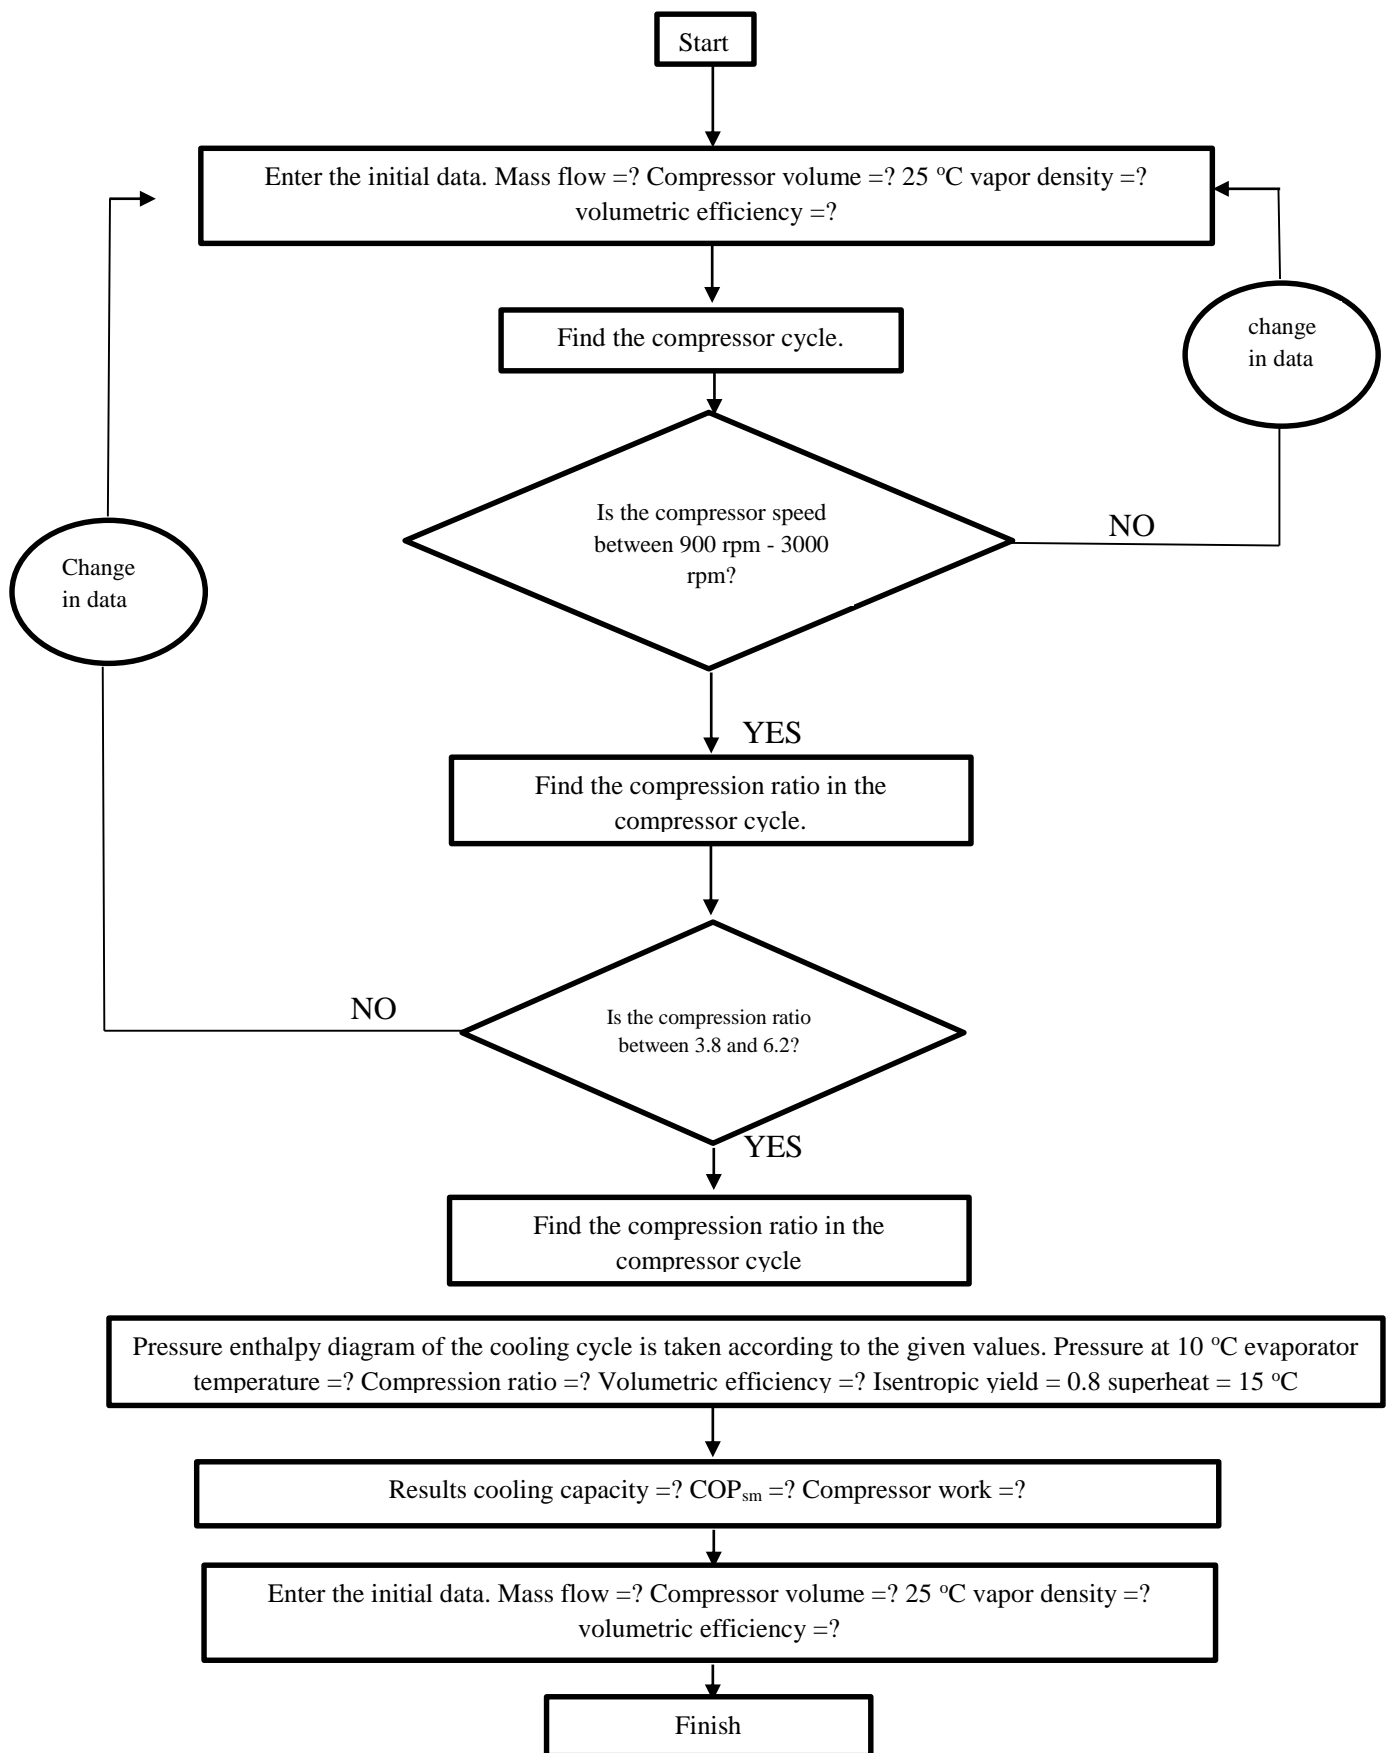 Start
Enter the initial data. Mass flow =? Compressor volume =? 25 °C vapor density =?
volumetric efficiency =?
Find the compressor cycle.
change
in data
Is the compressor speed
between 900 rpm - 3000
rpm?
NO
Change
in data
YES
Find the compression ratio in the
compressor cycle.
NO
Is the compression ratio
between 3.8 and 6.2?
YES
Find the compression ratio in the
compressor cycle
Pressure enthalpy diagram of the cooling cycle is taken according to the given values. Pressure at 10 °C evaporator
temperature =? Compression ratio =? Volumetric efficiency =? Isentropic yield = 0.8 superheat = 15 °C
Results cooling capacity =? COPsm =? Compressor work =?
Enter the initial data. Mass flow =? Compressor volume =? 25 °C vapor density =?
volumetric efficiency =?
Finish